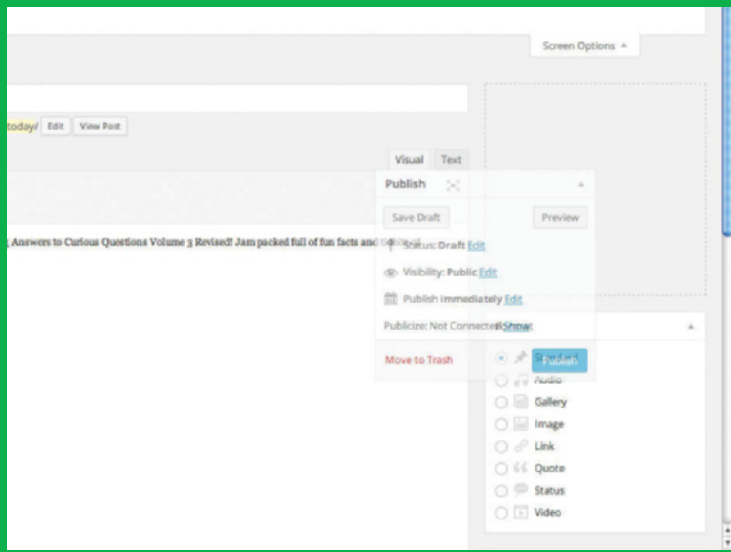 Screen Options
today/ Edit View Post
Visual Text
Publish
Save Draft Preview
Answers to Curious Questions Volume 3 Revised! Jam packed full of fun facts and
Status: Draft Edit
Visibility: Public Edit
Publish immediately Edit
Publicize: Not Connected Show
Move to Trash Publish
Standard
Audio
Gallery
Image
Link
Quote
Status
Video